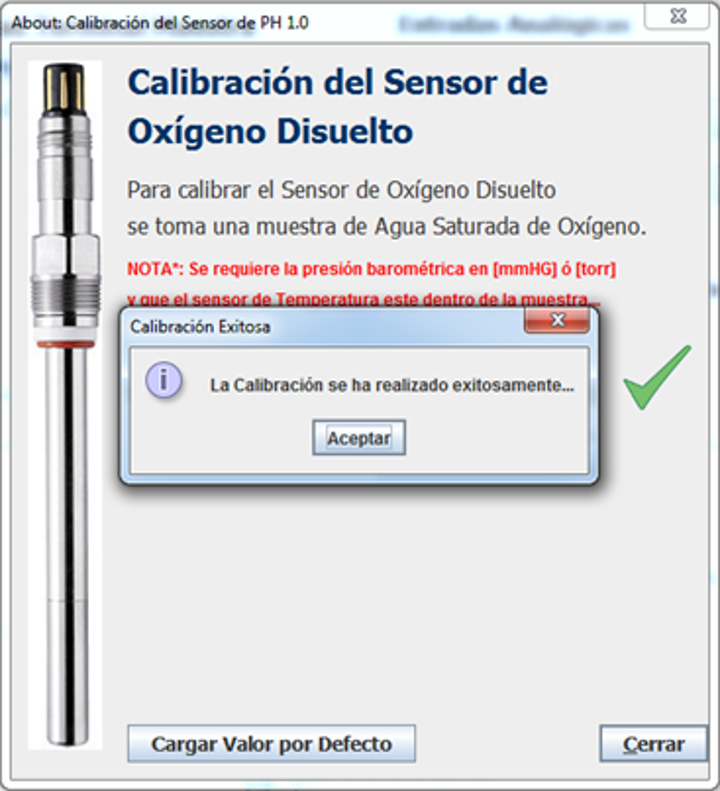 About: Calibración del Sensor de PH 1.0
Entradas Analógicas
Calibración del Sensor de
Oxígeno Disuelto
Para calibrar el Sensor de Oxígeno Disuelto
se toma una muestra de Agua Saturada de Oxígeno.
NOTA*: Se requiere la presión barométrica en [mmHG] ó [torr]
y que el sensor de Temperatura este dentro de la muestra...
Calibración Exitosa
La Calibración se ha realizado exitosamente...
Aceptar
Cargar Valor por Defecto
Cerrar